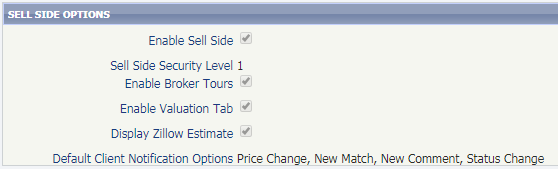 SELL SIDE OPTIONS
Enable Sell Side
Sell Side Security Level 1
Enable Broker Tours
Enable Valuation Tab
Display Zillow Estimate
Default Client Notification Options Price Change, New Match, New Comment, Status Change